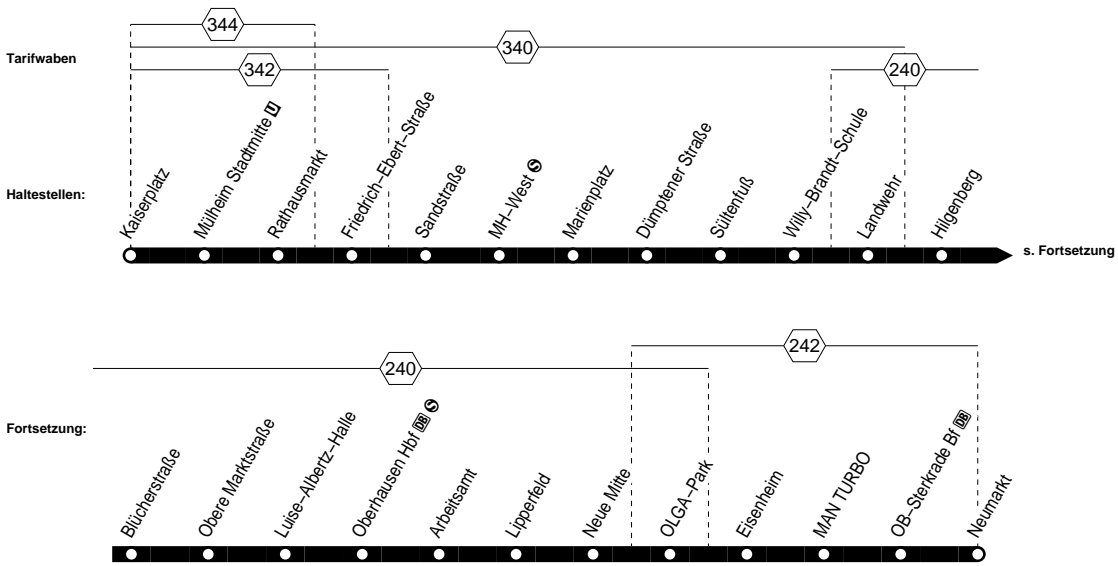 344
340
Tarifwaben
342
240
Haltestellen:
Kaiserplatz
Mülheim Stadtmitte U
Rathausmarkt
Friedrich-Ebert-Straße
Sandstraße
MH-West S
Marienplatz
Dümptener Straße
Sültenfuß
Willy-Brandt-Schule
Landwehr
Hilgenberg
s. Fortsetzung
242
240
Fortsetzung:
Blücherstraße
Obere Marktstraße
Luise-Albertz-Halle
Oberhausen Hbf DB S
Arbeitsamt
Lipperfeld
Neue Mitte
OLGA-Park
Eisenheim
MAN TURBO
OB-Sterkrade Bf DB
Neumarkt